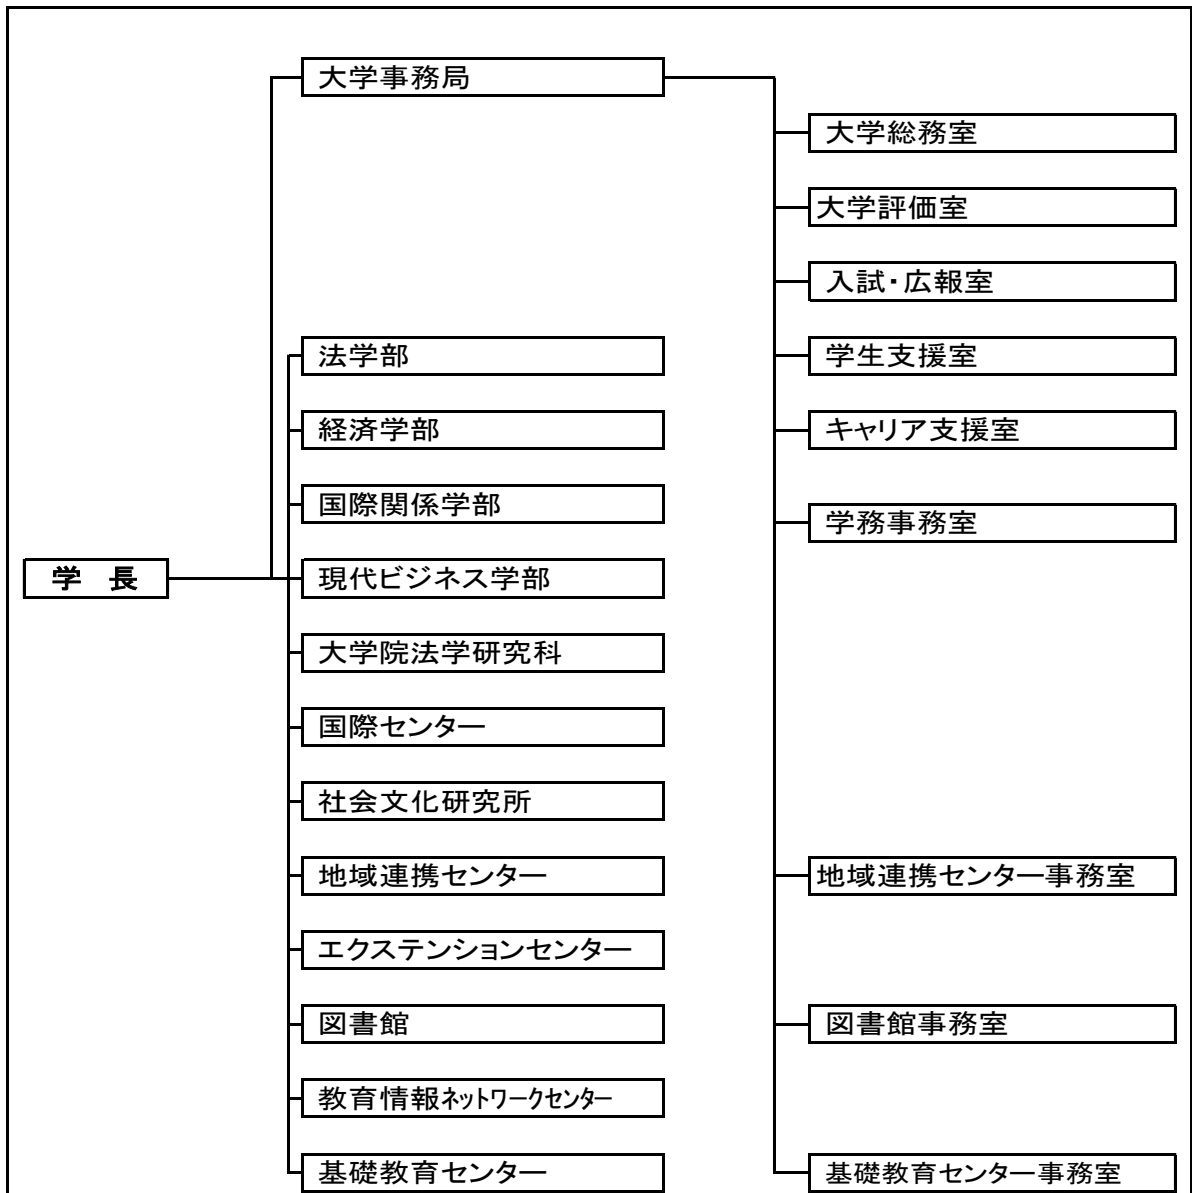 大学事務局
大学総務室
大学評価室
入試・広報室
法学部
学生支援室
経済学部
キャリア支援室
国際関係学部
学務事務室
学　長
現代ビジネス学部
大学院法学研究科
国際センター
社会文化研究所
地域連携センター
地域連携センター事務室
エクステンションセンター
図書館
図書館事務室
教育情報ネットワークセンター
基礎教育センター
基礎教育センター事務室